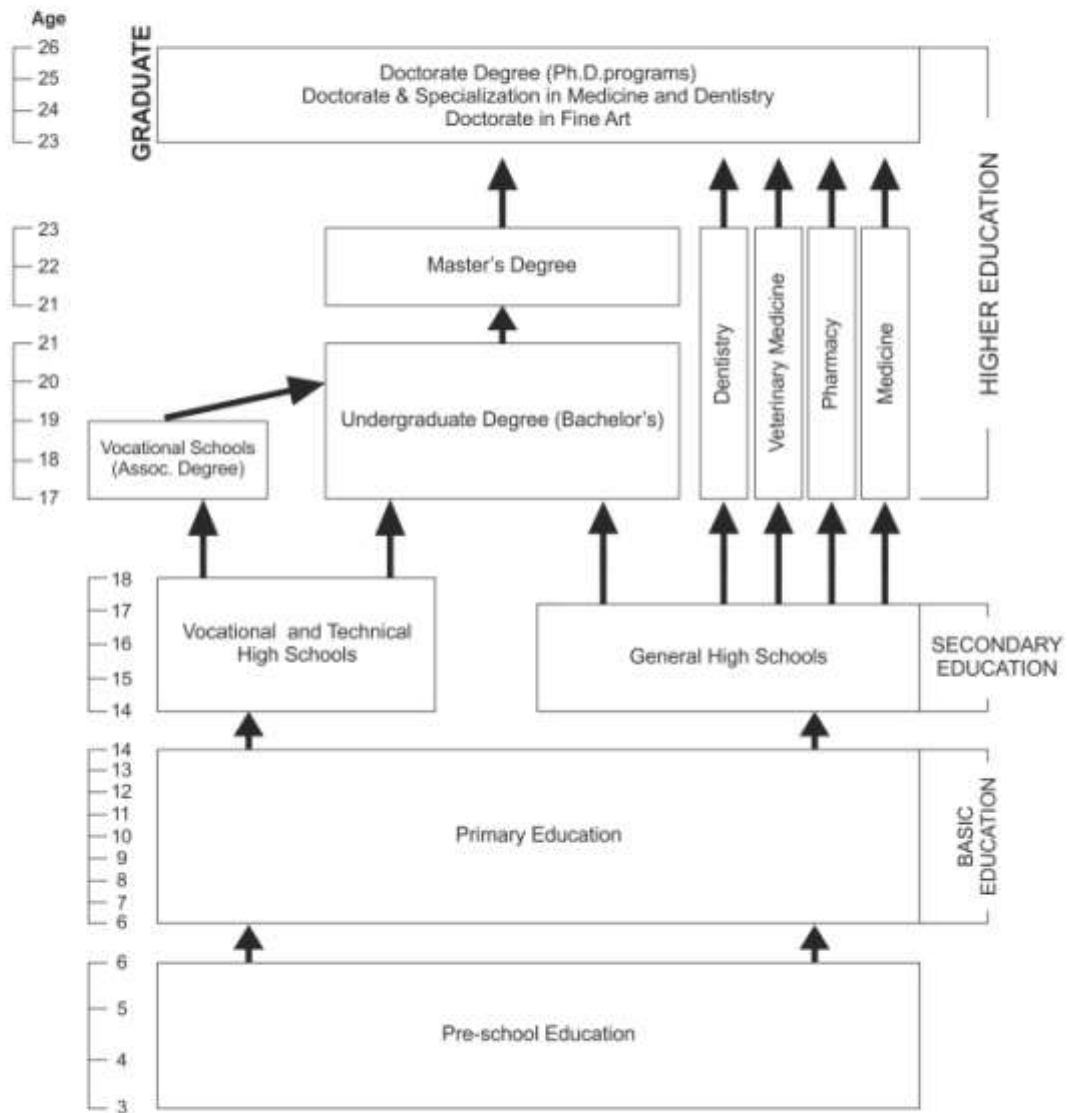 Age
26
25
24
23
GRADUATE
Doctorate Degree (Ph.D.programs)
Doctorate & Specialization in Medicine and Dentistry
Doctorate in Fine Art
HIGHER EDUCATION
23
22
21
Master's Degree
21
20
19
18
17
Vocational Schools
(Assoc. Degree)
Undergraduate Degree (Bachelor's)
Dentistry
Veterinary Medicine
Pharmacy
Medicine
18
17
16
15
14
Vocational and Technical
High Schools
General High Schools
SECONDARY
EDUCATION
14
13
12
11
10
9
8
7
6
Primary Education
BASIC
EDUCATION
6
5
4
3
Pre-school Education